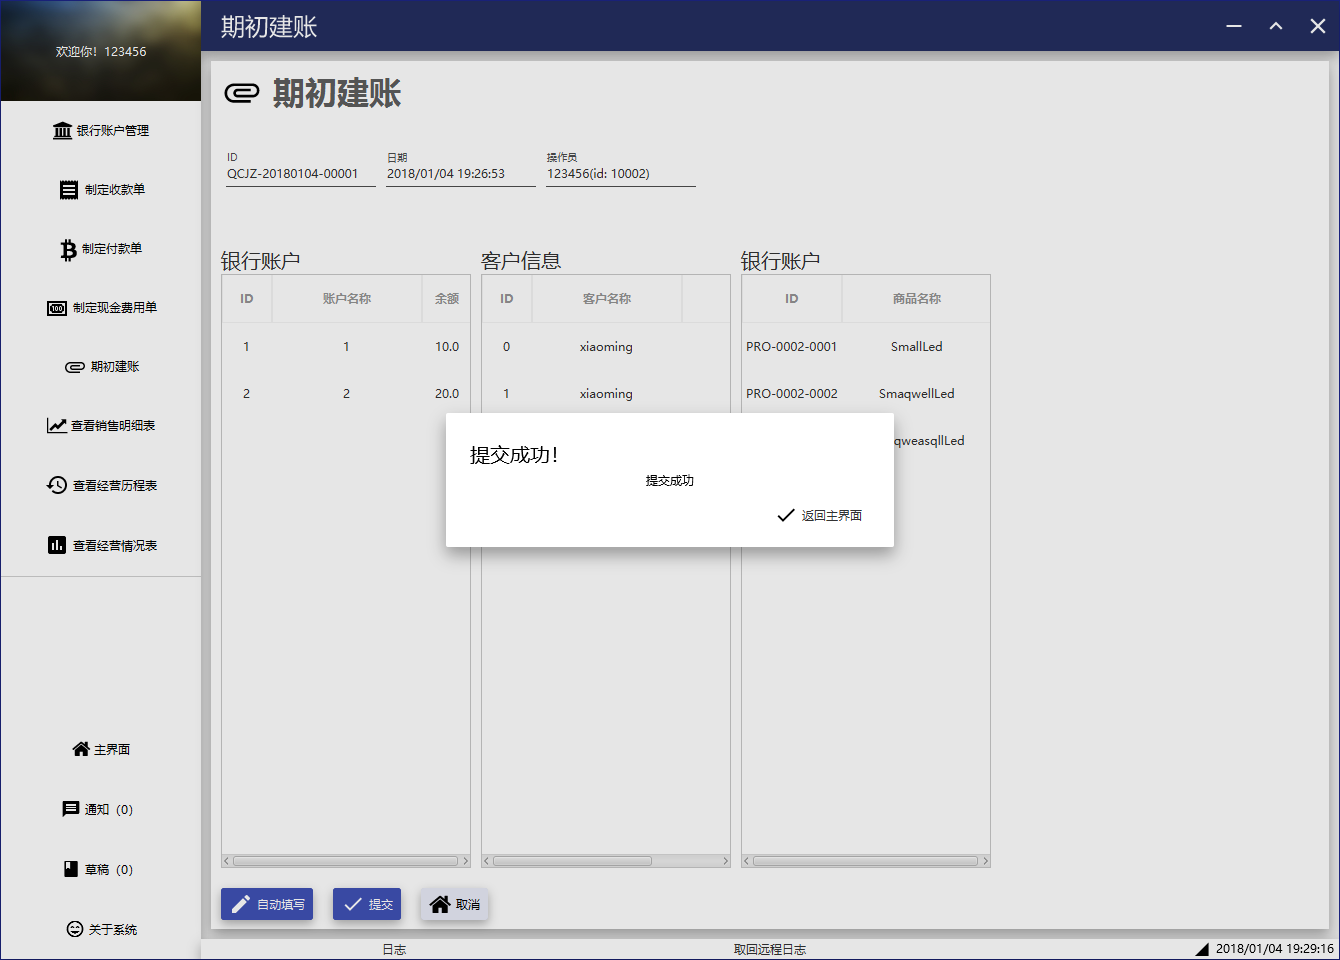 欢迎你！123456
期初建账
银行账户管理
制定收款单
制定付款单
制定现金费用单
期初建账
查看销售明细表
查看经营历程表
查看经营情况表
主界面
通知（0）
草稿（0）
关于系统
期初建账
ID 日期 操作员
QCJZ-20180104-00001 2018/01/04 19:26:53 123456(id: 10002)
银行账户
ID 账户名称 余额
1 1 10.0
2 2 20.0
客户信息
ID 客户名称
0 xiaoming
1 xiaoming
银行账户
ID 商品名称
PRO-0002-0001 SmallLed
PRO-0002-0002 SmaqwellLed
qweasqllLed
提交成功！
提交成功
返回主界面
自动填写 提交 取消
日志 取回远程日志 2018/01/04 19:29:16